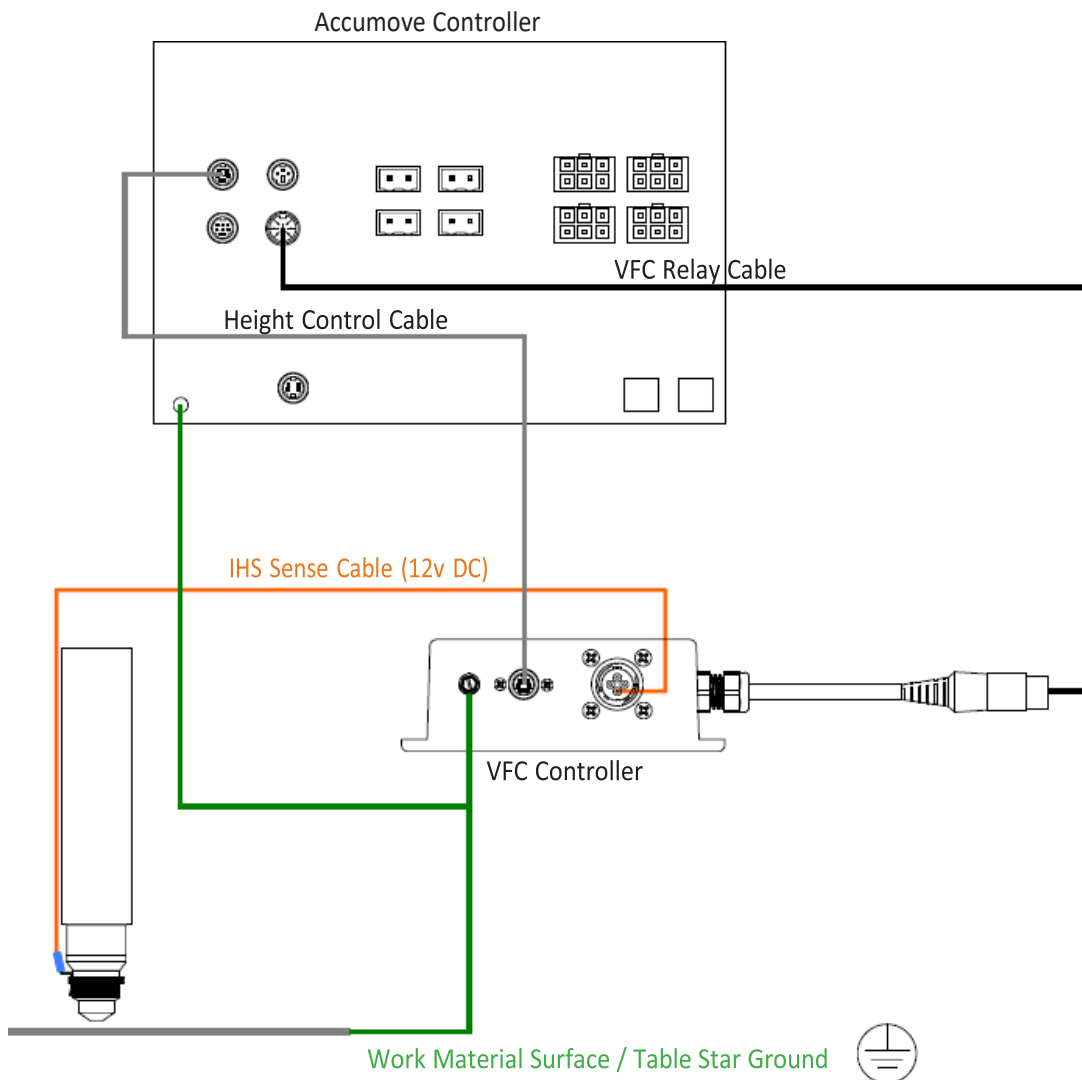 Accumove Controller
VFC Relay Cable
Height Control Cable
IHS Sense Cable (12v DC)
VFC Controller
Work Material Surface / Table Star Ground